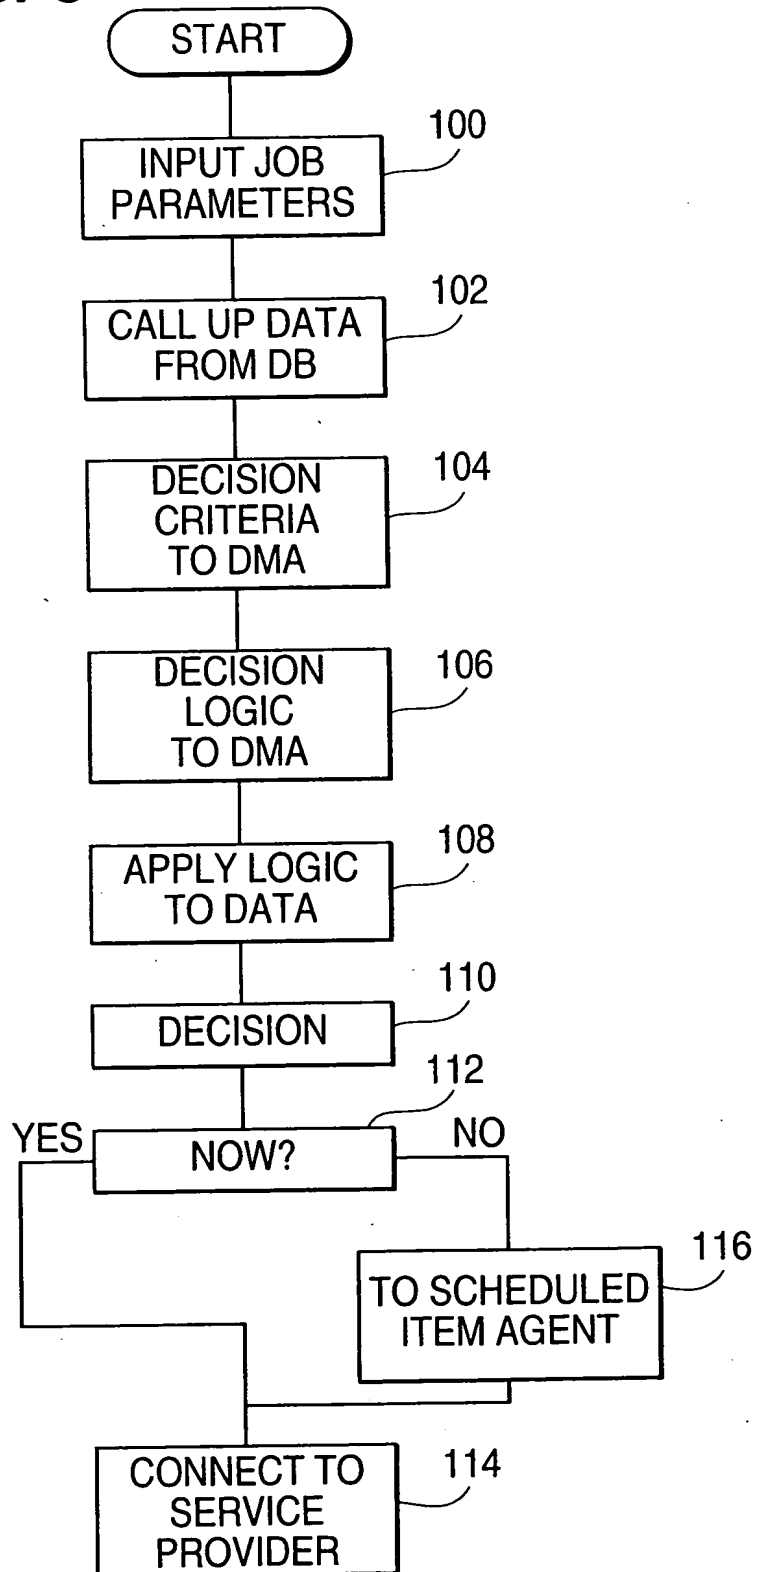 START
100
INPUT JOB
PARAMETERS
102
CALL UP DATA
FROM DB
104
DECISION
CRITERIA
TO DMA
106
DECISION
LOGIC
TO DMA
108
APPLY LOGIC
TO DATA
110
DECISION
112
YES
NOW?
NO
116
TO SCHEDULED
ITEM AGENT
114
CONNECT TO
SERVICE
PROVIDER